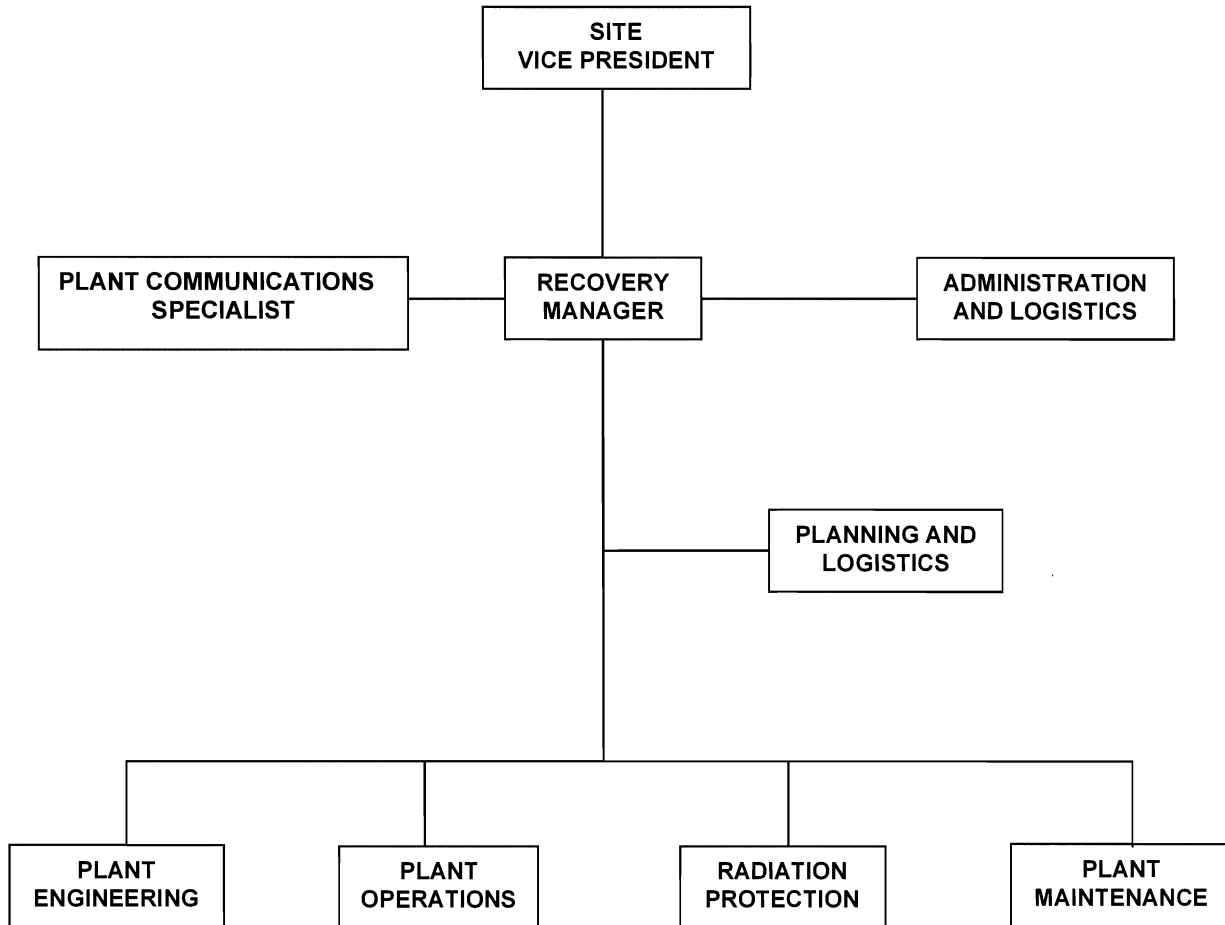 SITE
VICE PRESIDENT
PLANT COMMUNICATIONS
SPECIALIST
RECOVERY
MANAGER
ADMINISTRATION
AND LOGISTICS
PLANNING AND
LOGISTICS
PLANT
ENGINEERING
PLANT
OPERATIONS
RADIATION
PROTECTION
PLANT
MAINTENANCE